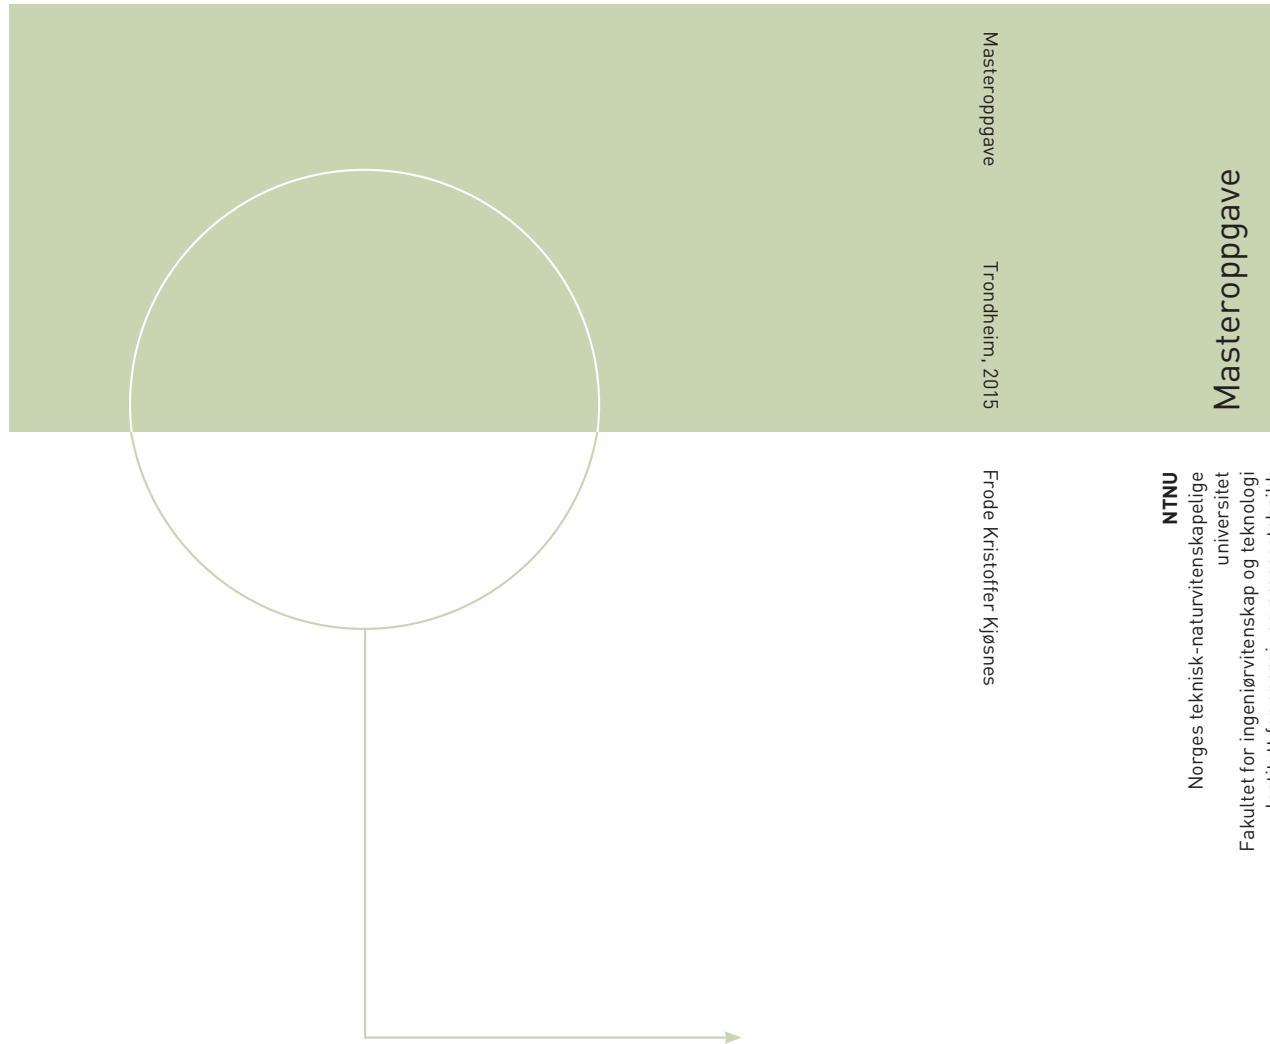 Masteroppgave
Trondheim, 2015
Frode Kristoffer Kjøsnes
Masteroppgave
NTNU
Norges teknisk-naturvitenskapelige
universitet
Fakultet for ingeniørvitenskap og teknologi